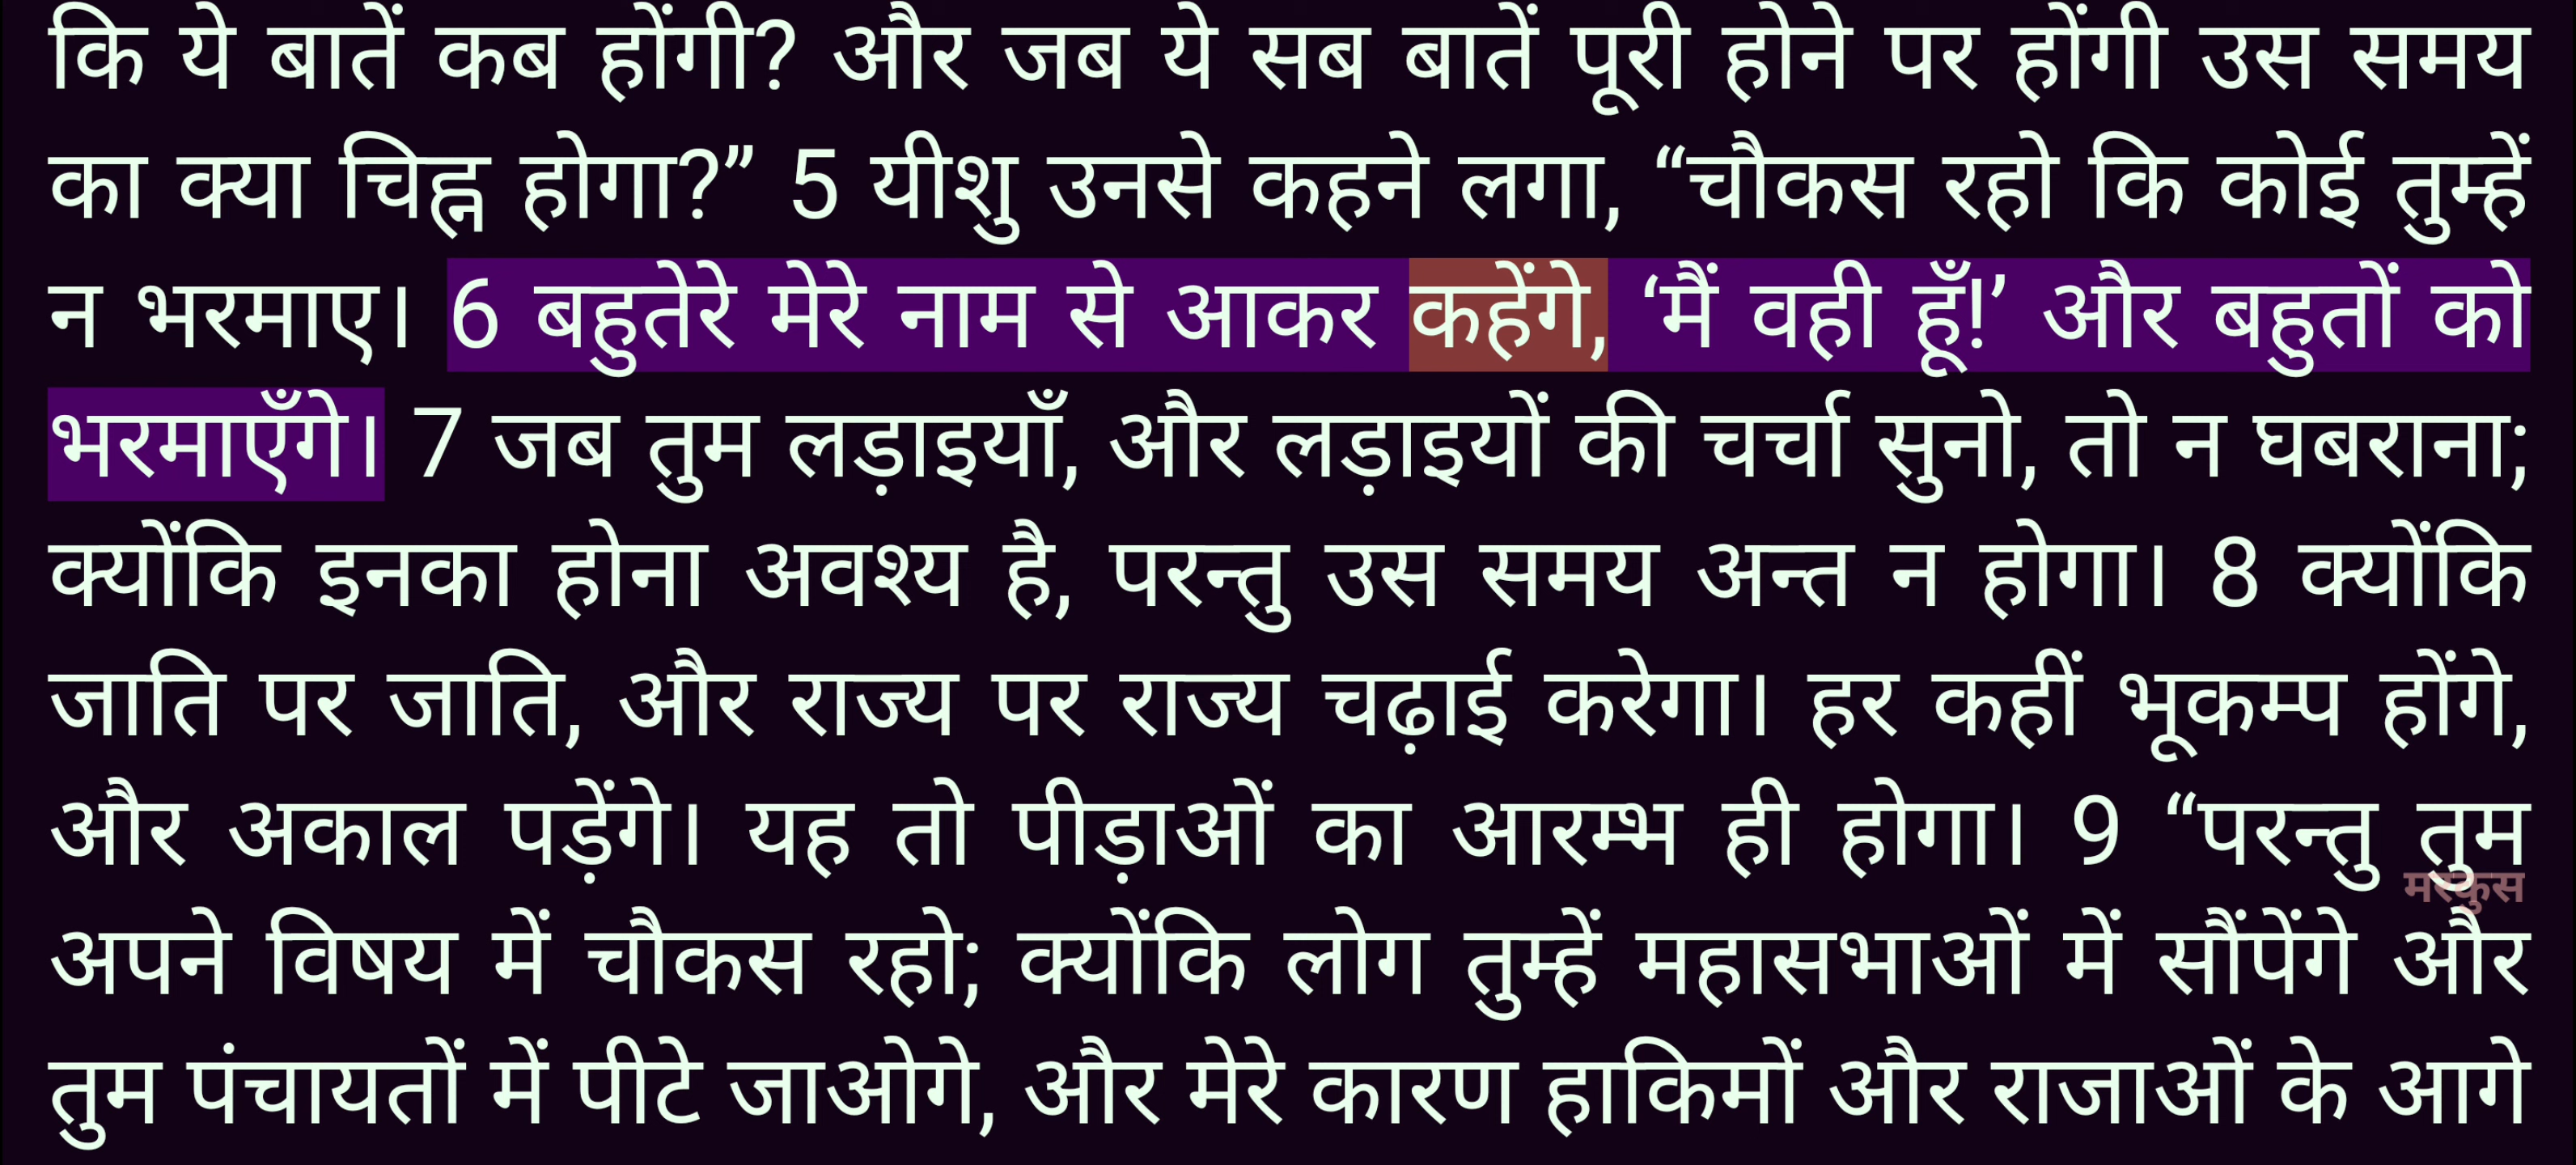 कि ये बातें कब होंगी? और जब ये सब बातें पूरी होने पर होंगी उस समय
का क्या चिह्न होगा?” 5 यीशु उनसे कहने लगा, “चौकस रहो कि कोई तुम्हें
न भरमाए। 6 बहुतेरे मेरे नाम से आकर कहेंगे, ‘मैं वही हूँ!’ और बहुतों को
भरमाएँगे। 7 जब तुम लड़ाइयाँ, और लड़ाइयों की चर्चा सुनो, तो न घबराना;
क्योंकि इनका होना अवश्य है, परन्तु उस समय अन्त न होगा। 8 क्योंकि
जाति पर जाति, और राज्य पर राज्य चढ़ाई करेगा। हर कहीं भूकम्प होंगे,
और अकाल पड़ेंगे। यह तो पीड़ाओं का आरम्भ ही होगा। 9 “परन्तु तुम
मरकुस
अपने विषय में चौकस रहो; क्योंकि लोग तुम्हें महासभाओं में सौंपेंगे और
तुम पंचायतों में पीटे जाओगे, और मेरे कारण हाकिमों और राजाओं के आगे